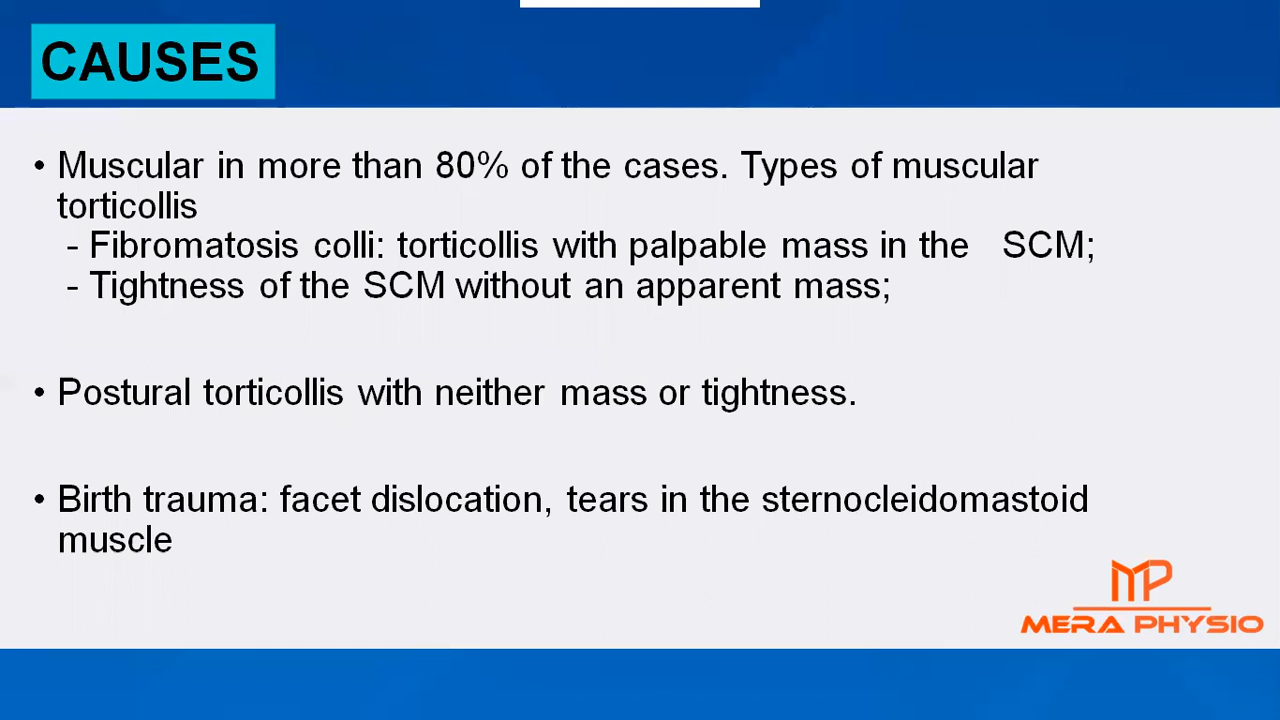 CAUSES
• Muscular in more than 80% of the cases. Types of muscular
torticollis
- Fibromatosis colli: torticollis with palpable mass in the SCM;
- Tightness of the SCM without an apparent mass;
• Postural torticollis with neither mass or tightness.
• Birth trauma: facet dislocation, tears in the sternocleidomastoid
muscle
MP
MERA PHYSIO